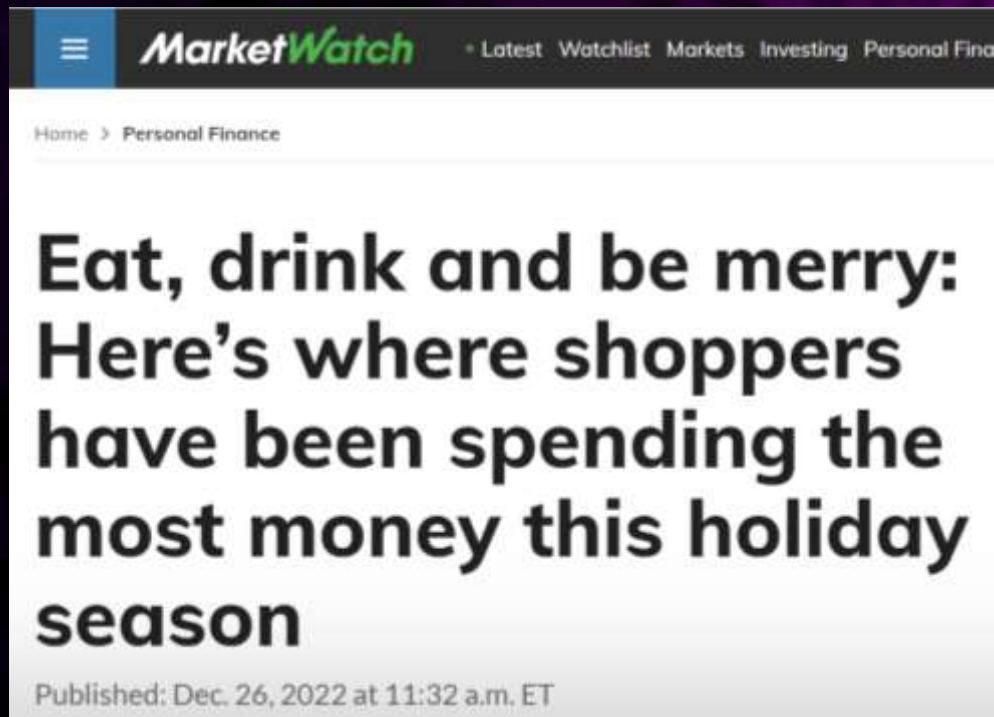 MarketWatch • Latest Watchlist Markets Investing Personal
Home > Personal Finance
Eat, drink and be merry:
Here’s where shoppers
have been spending the
most money this holiday
season
Published: Dec. 26, 2022 at 11:32 a.m. ET